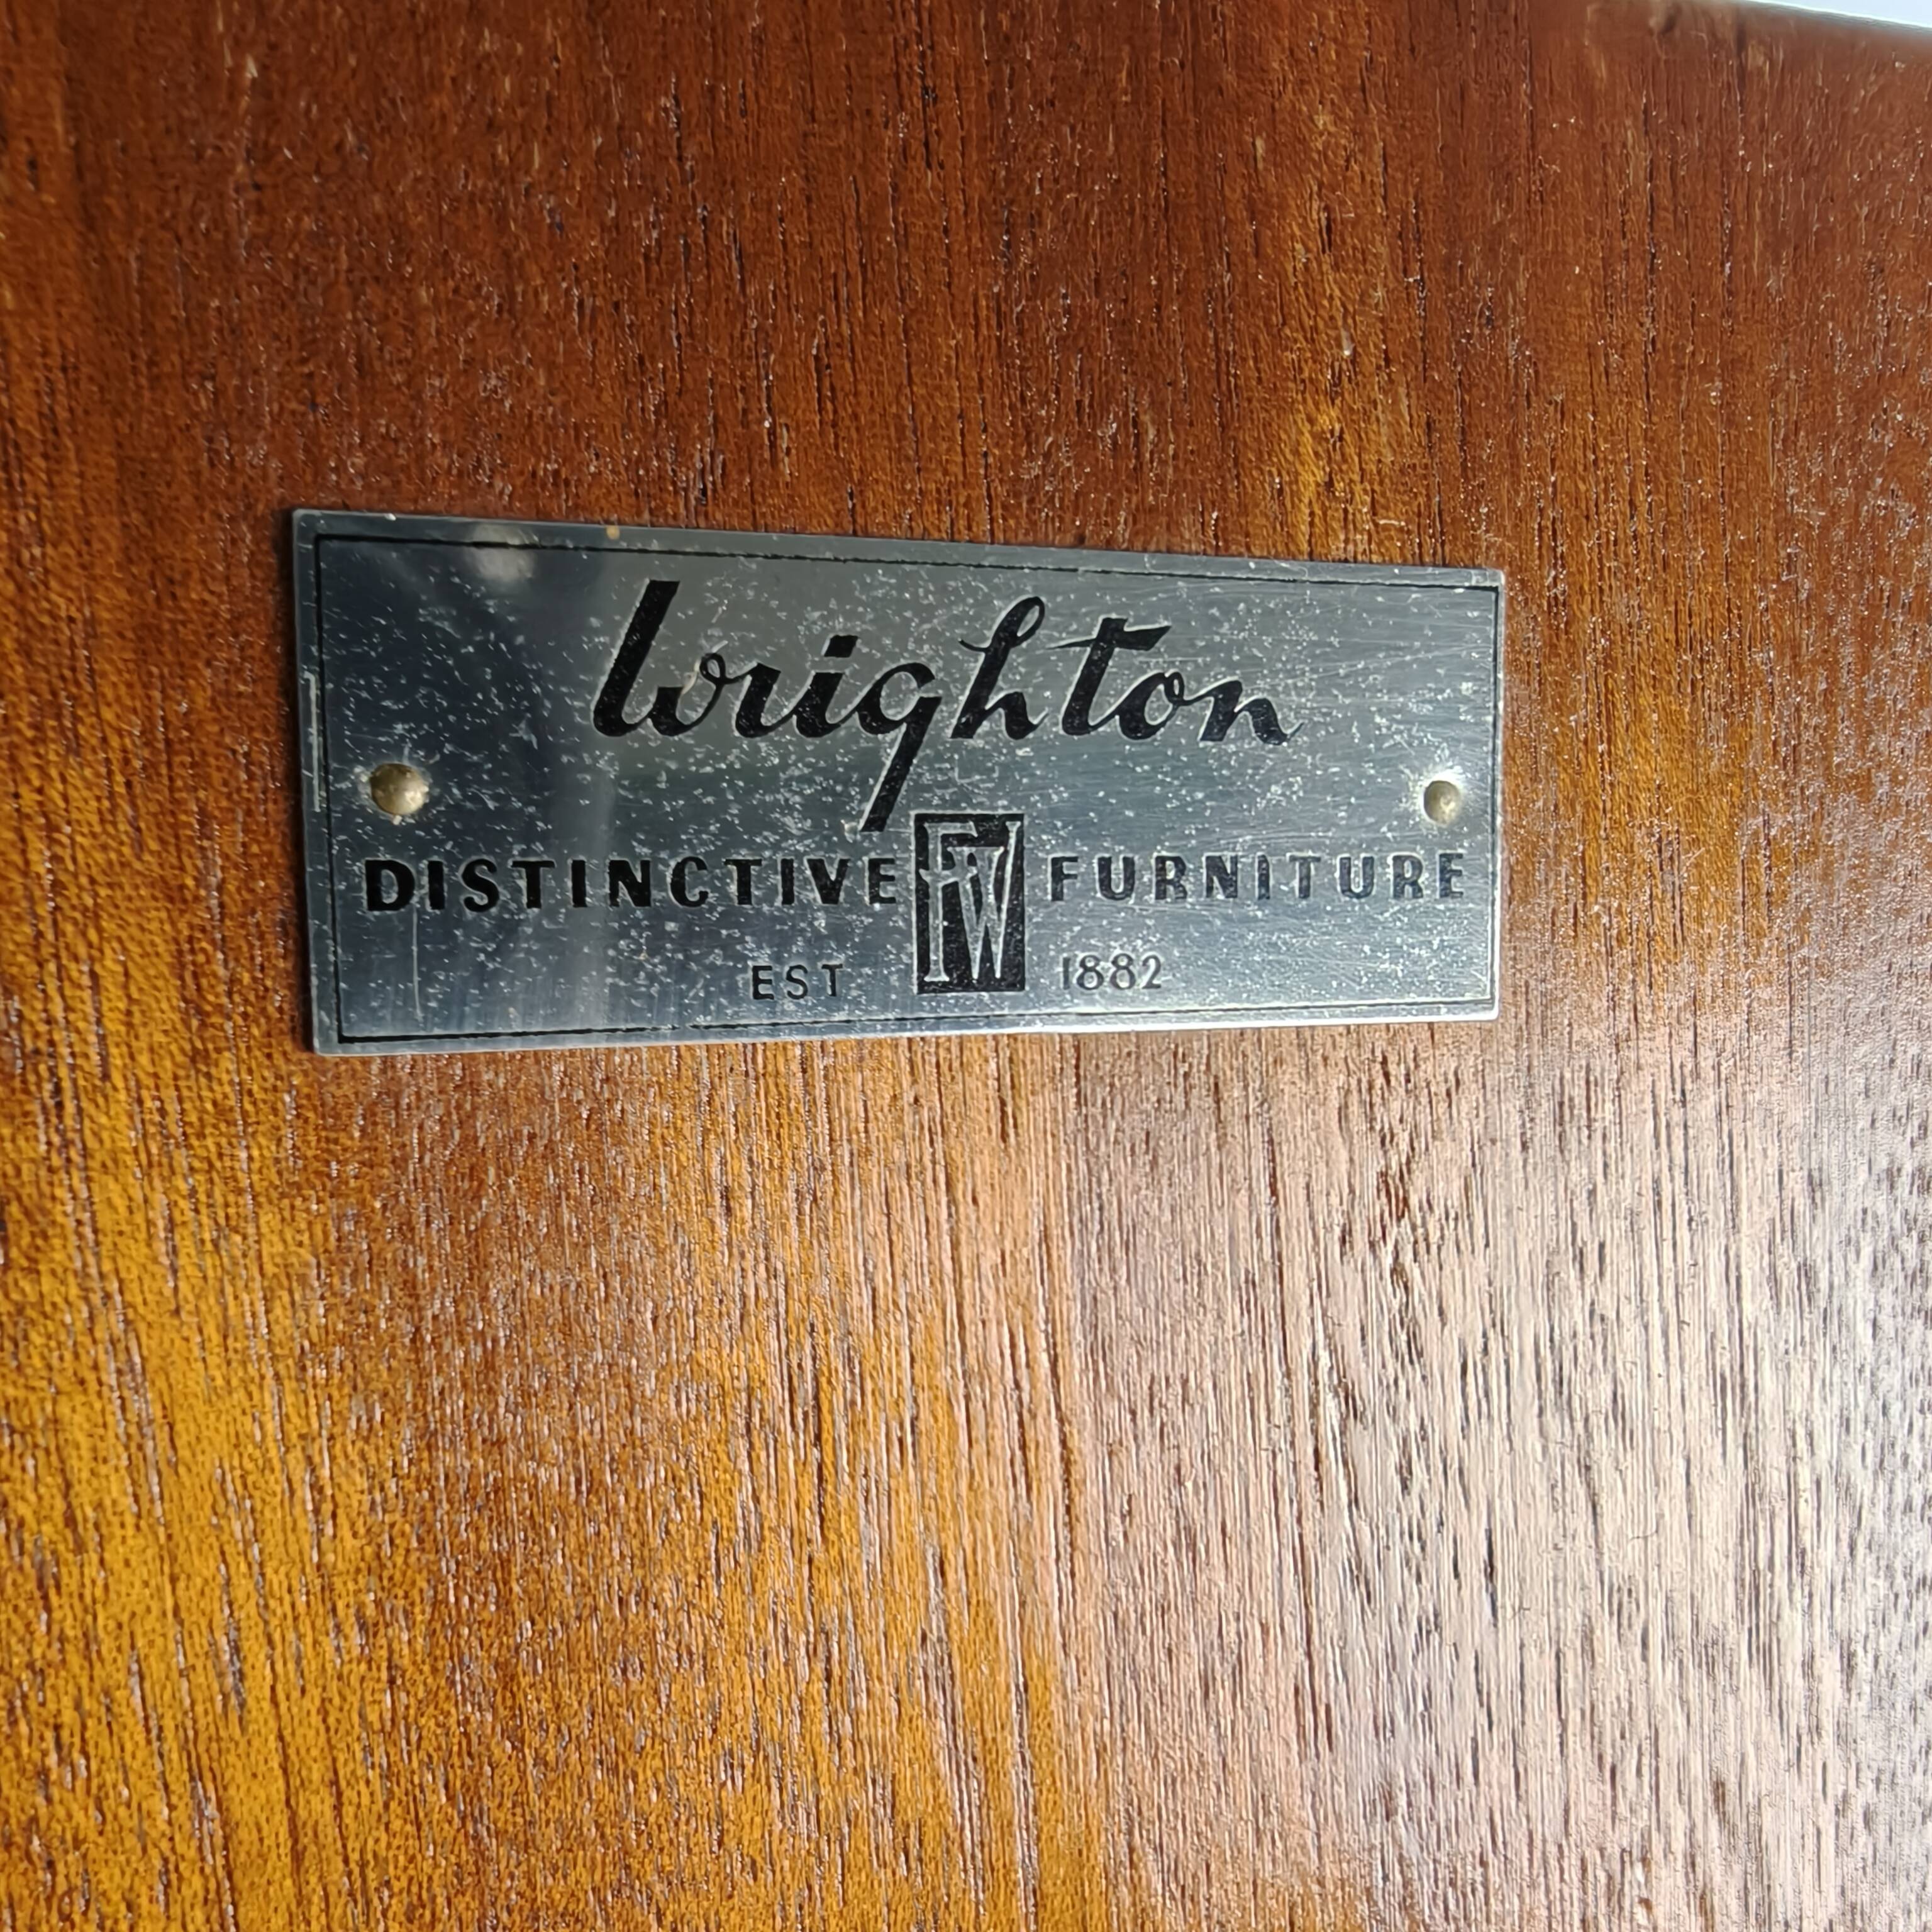 Wrighton
DISTINCTIVE FW FURNITURE
EST 1882